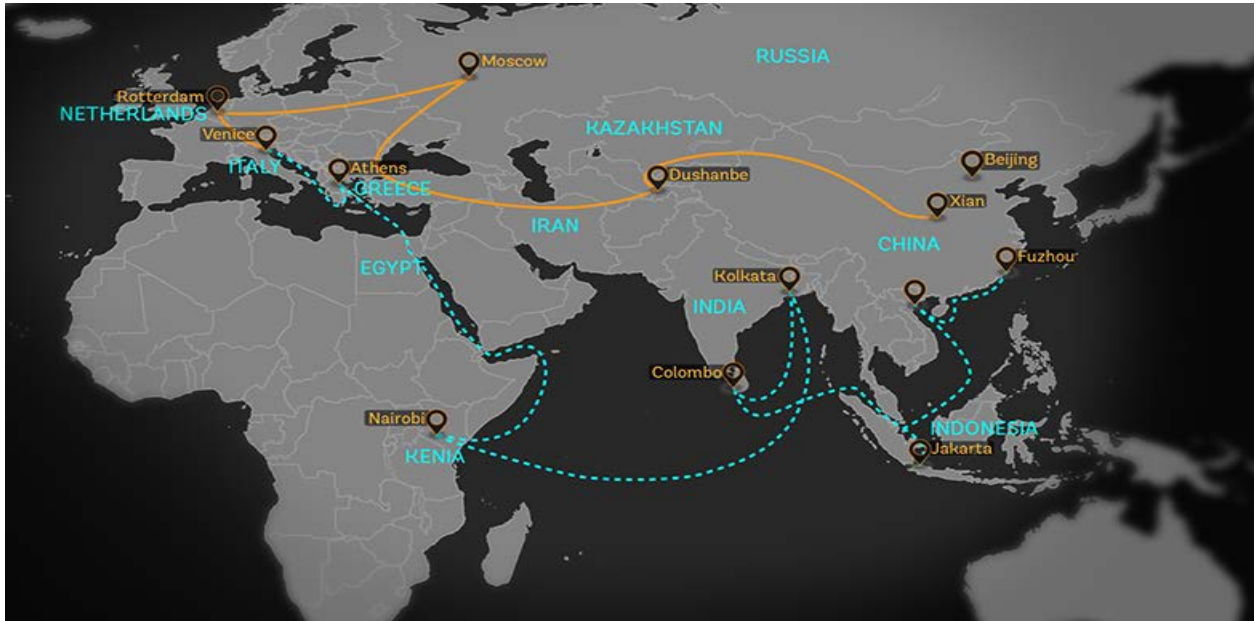 Moscow
RUSSIA
Rotterdam
NETHERLANDS
Venice
ITALY
Athens
GREECE
KAZAKHSTAN
Dushanbe
Beijing
Xian
IRAN
CHINA
EGYPT
Fuzhou
Kolkata
INDIA
Colombo
Nairobi
KENIA
INDONESIA
Jakarta